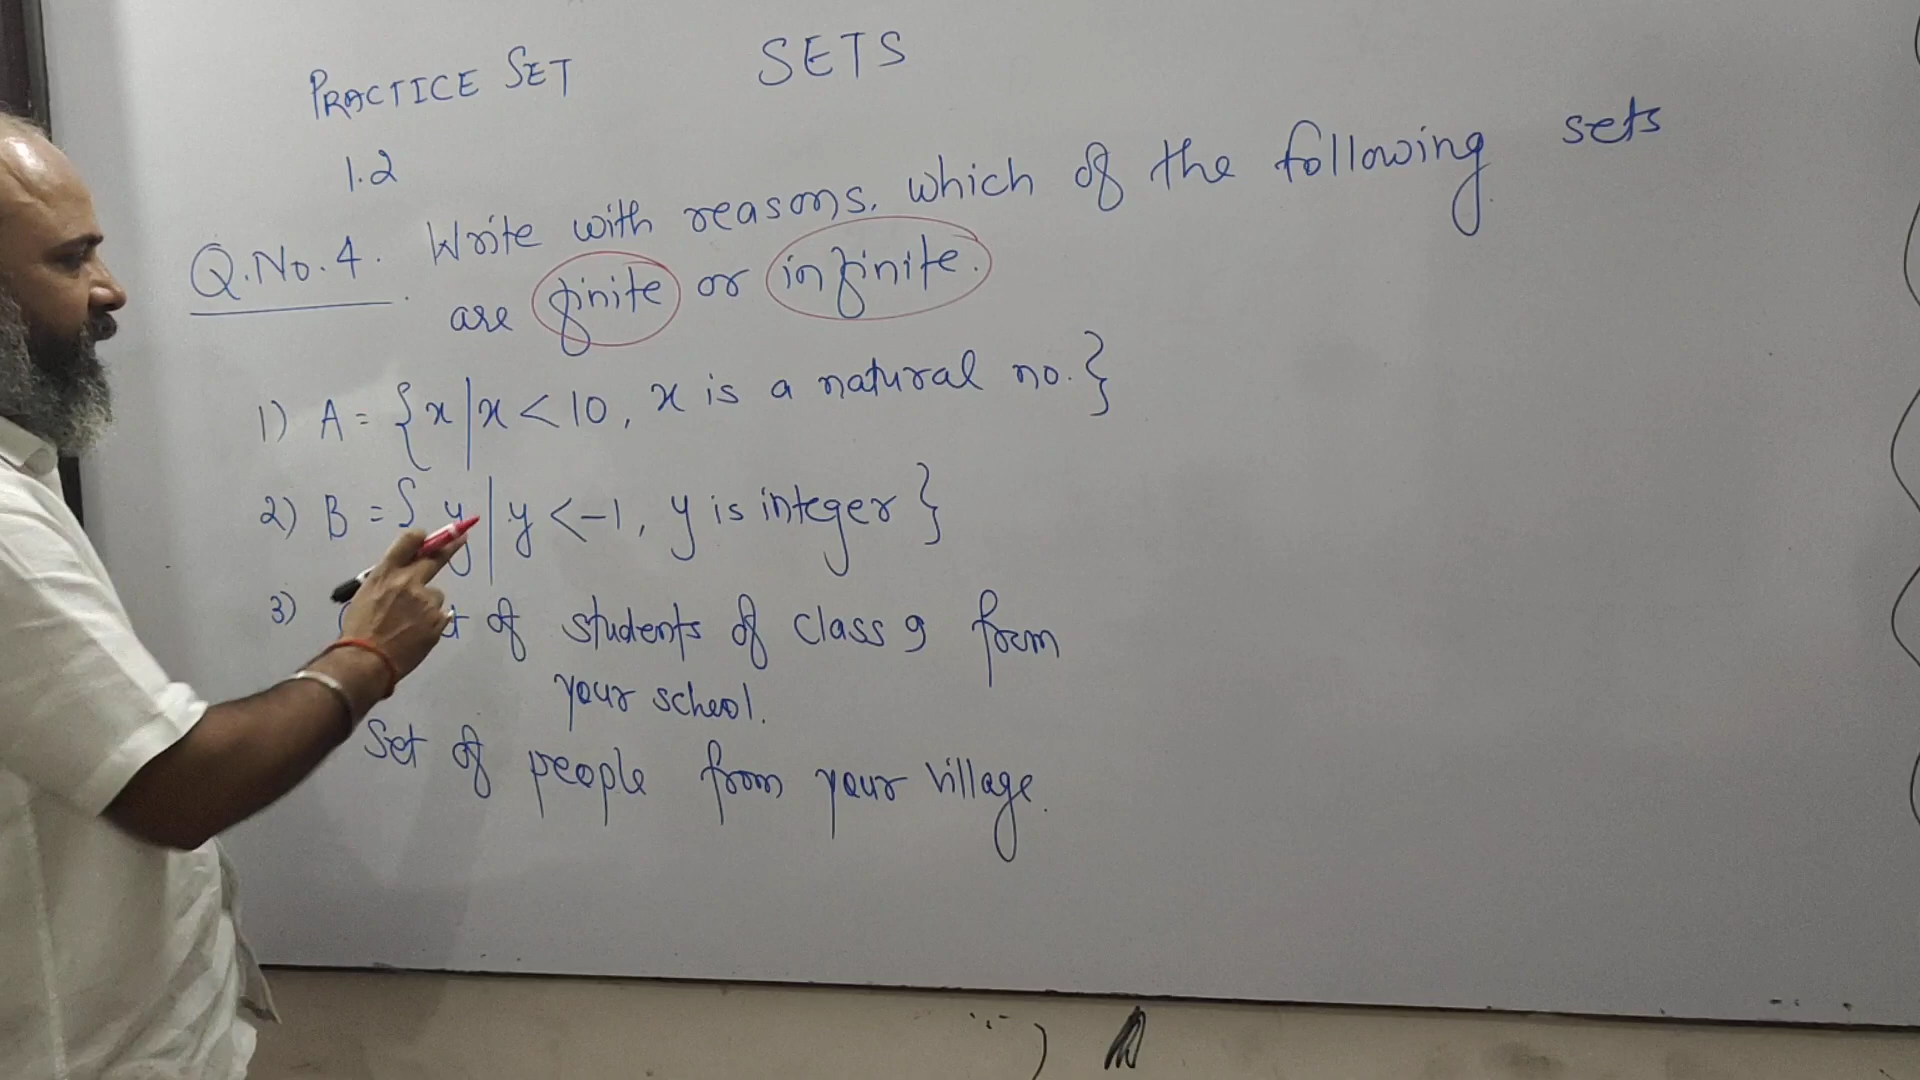 PRACTICE SET SETS
1.2
Q.No.4. Write with reasons, which of the following sets
are finite or infinite.
1) A = {x|x<10, x is a natural no.}
2) B = { y|y<-1, y is integer}
3) of students of class 9 from
your school.
Set of people from your village.